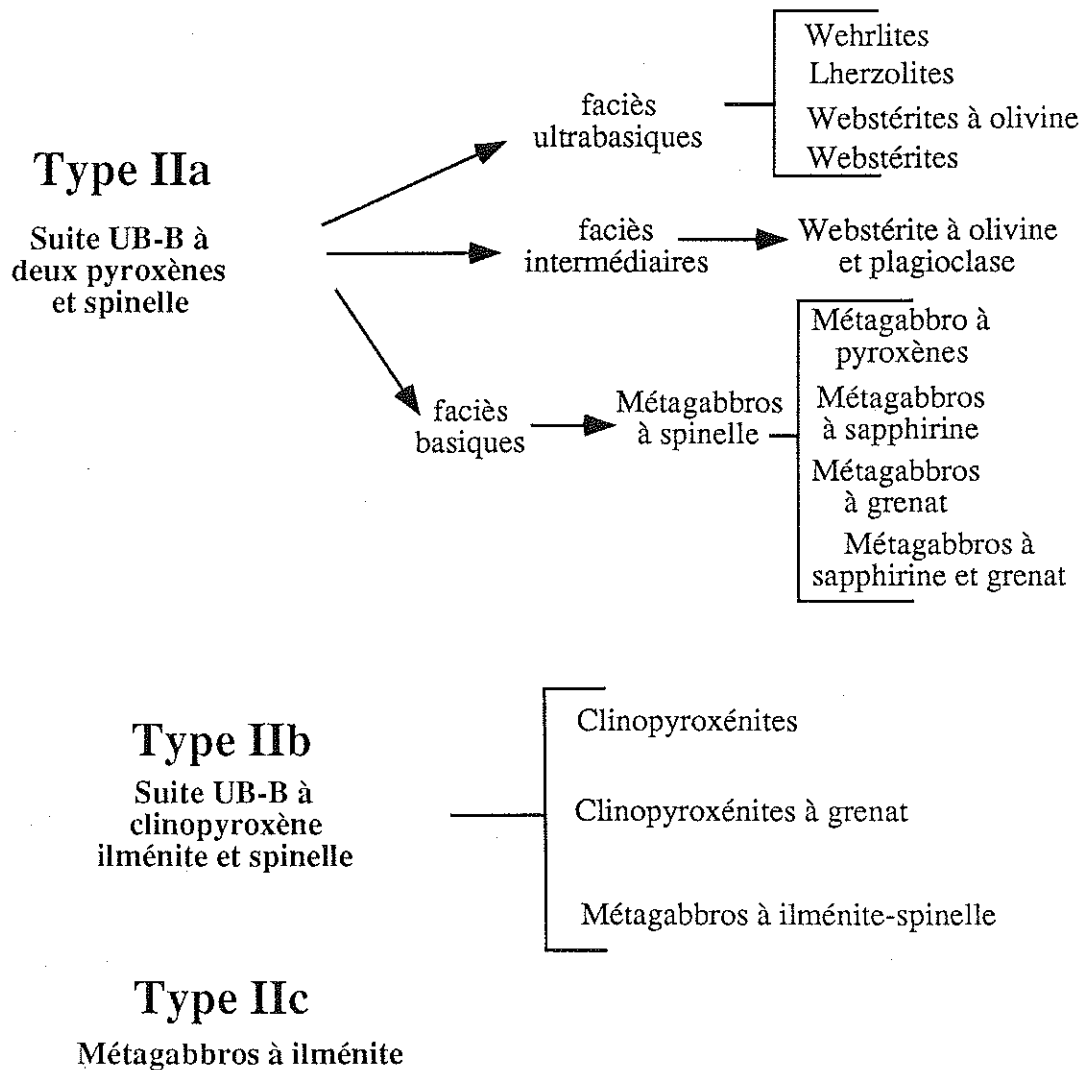 Type IIa
Suite UB-B à
deux pyroxènes
et spinelle
faciès
ultrabasiques
Wehrlites
Lherzolites
Webstérites à olivine
Webstérites
faciès
intermédiaires
Webstérite à olivine
et plagioclase
faciès
basiques
Métagabbros
à spinelle
Métagabbro à
pyroxènes
Métagabbros
à sapphirine
Métagabbros
à grenat
Métagabbros à
sapphirine et grenat
Type IIb
Suite UB-B à
clinopyroxène
ilménite et spinelle
Clinopyroxénites
Clinopyroxénites à grenat
Métagabbros à ilménite-spinelle
Type IIc
Métagabbros à ilménite